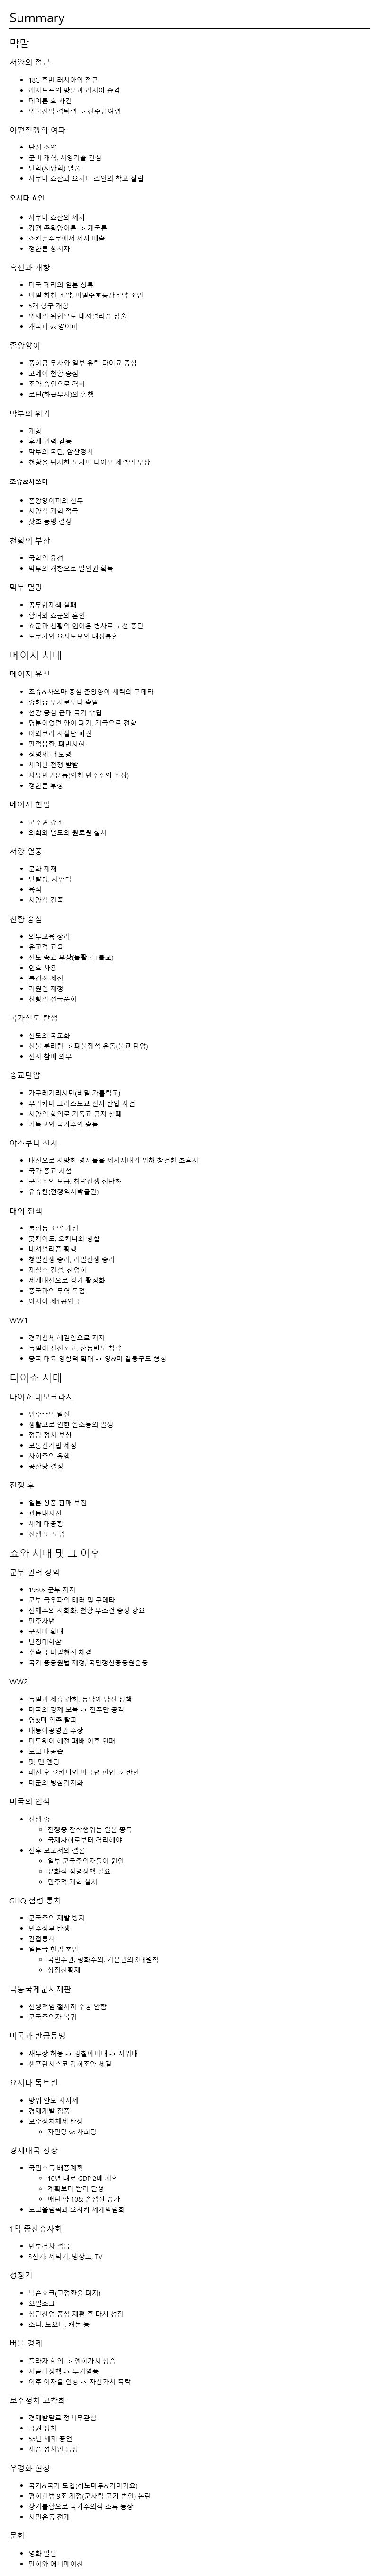 Summary
막말
서양의 접근
18C 후반 러시아의 접근
레자노프의 방문과 러시아 습격
페이튼 호 사건
외국선박 격퇴령 -> 신수급여령
아편전쟁의 여파
난징 조약
군비 개혁, 서양기술 관심
난학(서양학) 열풍
사쿠마 쇼잔과 오시다 쇼인의 학교 설립
오시다 쇼인
사쿠마 쇼잔의 제자
강경 존왕양이론 -> 개국론
쇼카손주쿠에서 제자 배출
정한론 창시자
흑선과 개항
미국 페리의 일본 상륙
미일 화친 조약, 미일수호통상조약 조인
5개 항구 개항
외세의 위협으로 내셔널리즘 창출
개국파 vs 양이파
존왕양이
중하급 무사와 일부 유력 다이묘 중심
고메이 천황 중심
조약 승인으로 격화
로닌(하급무사)의 횡행
막부의 위기
개항
후계 권력 갈등
막부의 독단, 암살정치
천황을 위시한 도자마 다이묘 세력의 부상
조슈&사쓰마
존왕양이파의 선두
서양식 개혁 적극
삿초 동맹 결성
천황의 부상
국학의 융성
막부의 개항으로 발언권 획득
막부 멸망
공무합체책 실패
황녀와 쇼군의 혼인
쇼군과 천황의 연이은 병사로 노선 중단
도쿠가와 요시노부의 대정봉환
메이지 시대
메이지 유신
조슈&사쓰마 중심 존왕양이 세력의 쿠데타
중하층 무사로부터 촉발
천황 중심 근대 국가 수립
명분이었던 양이 폐기, 개국으로 전향
이와쿠라 사절단 파견
판적봉환, 폐번치현
징병제, 폐도령
세이난 전쟁 발발
자유민권운동(의회 민주주의 주장)
정한론 부상
메이지 헌법
군주권 강조
의회와 별도의 원로원 설치
서양 열풍
문화 제재
단발령, 서양력
육식
서양식 건축
천황 중심
의무교육 장려
유교적 교육
신도 종교 부상(물활론+불교)
연호 사용
불경죄 제정
기원일 제정
천황의 전국순회
국가신도 탄생
신도의 국교화
신불 분리령 -> 폐불훼석 운동(불교 탄압)
신사 참배 의무
종교탄압
가쿠레기리시탄(비밀 가톨릭교)
우라카미 그리스도교 신자 탄압 사건
서양의 항의로 기독교 금지 철폐
기독교와 국가주의 충돌
야스쿠니 신사
내전으로 사망한 병사들을 제사지내기 위해 창건한 초혼사
국가 종교 시설
군국주의 보급, 침략전쟁 정당화
유슈칸(전쟁역사박물관)
대외 정책
불평등 조약 개정
홋카이도, 오키나와 병합
내셔널리즘 횡행
청일전쟁 승리, 러일전쟁 승리
제철소 건설, 산업화
세계대전으로 경기 활성화
중국과의 무역 독점
아시아 제1공업국
WW1
경기침체 해결안으로 지지
독일에 선전포고, 산둥반도 침략
중국 대륙 영향력 확대 -> 영&미 갈등구도 형성
다이쇼 시대
다이쇼 데모크라시
민주주의 발전
생활고로 인한 쌀소동의 발생
정당 정치 부상
보통선거법 제정
사회주의 유행
공산당 결성
전쟁 후
일본 상품 판매 부진
관동대지진
세계 대공황
전쟁 또 노림
쇼와 시대 및 그 이후
군부 권력 장악
1930s 군부 지지
군부 극우파의 테러 및 쿠데타
전체주의 사회화, 천황 무조건 충성 강요
만주사변
군사비 확대
난징대학살
주축국 비밀협정 체결
국가 총동원법 제정, 국민정신총동원운동
WW2
독일과 제휴 강화, 동남아 남진 정책
미국의 경제 보복 -> 진주만 공격
영&미 의존 탈피
대동아공영권 주장
미드웨이 해전 패배 이후 연패
도쿄 대공습
팻-맨 엔딩
패전 후 오키나와 미국령 편입 -> 반환
미군의 병참기지화
미국의 인식
전쟁 중
전쟁중 잔학행위는 일본 종특
국제사회로부터 격리해야
전후 보고서의 결론
일부 군국주의자들이 원인
유화적 점령정책 필요
민주적 개혁 실시
GHQ 점령 통치
군국주의 재발 방지
민주정부 탄생
간접통치
일본국 헌법 초안
국민주권, 평화주의, 기본권의 3대원칙
상징천황제
극동국제군사재판
전쟁책임 철저히 추궁 안함
군국주의자 복귀
미국과 반공동맹
재무장 허용 -> 경찰예비대 -> 자위대
샌프란시스코 강화조약 체결
요시다 독트린
방위 안보 저자세
경제개발 집중
보수정치체제 탄생
자민당 vs 사회당
경제대국 성장
국민소득 배증계획
10년 내로 GDP 2배 계획
계획보다 빨리 달성
매년 약 10& 총생산 증가
도쿄올림픽과 오사카 세계박람회
1억 중산층사회
빈부격차 적음
3신기: 세탁기, 냉장고, TV
성장기
닉슨쇼크(고정환율 폐지)
오일쇼크
첨단산업 중심 재편 후 다시 성장
소니, 토요타, 캐논 등
버블 경제
플라자 합의 -> 엔화가치 상승
저금리정책 -> 투기열풍
이후 이자율 인상 -> 자산가치 폭락
보수정치 고착화
경제발달로 정치무관심
금권 정치
55년 체제 종언
세습 정치인 등장
우경화 현상
국기&국가 도입(히노마루&기미가요)
평화헌법 9조 개정(군사력 포기 법안) 논란
장기불황으로 국가주의적 조류 등장
시민운동 전개
문화
영화 발달
만화와 애니메이션